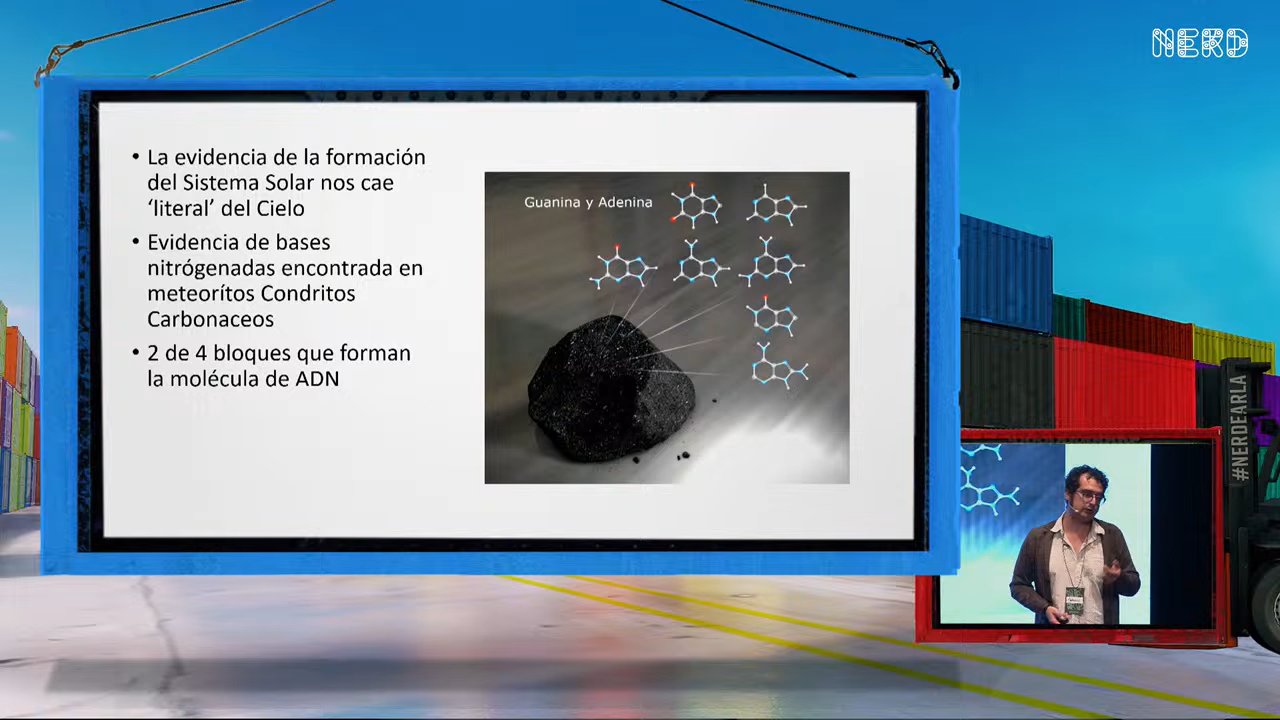 NERD
• La evidencia de la formación
del Sistema Solar nos cae
‘literal’ del Cielo
• Evidencia de bases
nitrógenadas encontrada en
meteorítos Condritos
Carbonaceos
• 2 de 4 bloques que forman
la molécula de ADN
Guanina y Adenina
#NERDEARLA